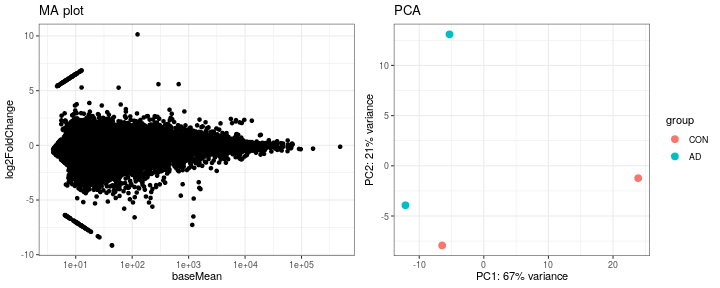 MA plot
log2FoldChange
10
5
0
-5
-10
1e+01
1e+02
1e+03
1e+04
1e+05
baseMean
PCA
PC2: 21% variance
10
5
0
-5
-10
0
10
20
PC1: 67% variance
group
CON
AD